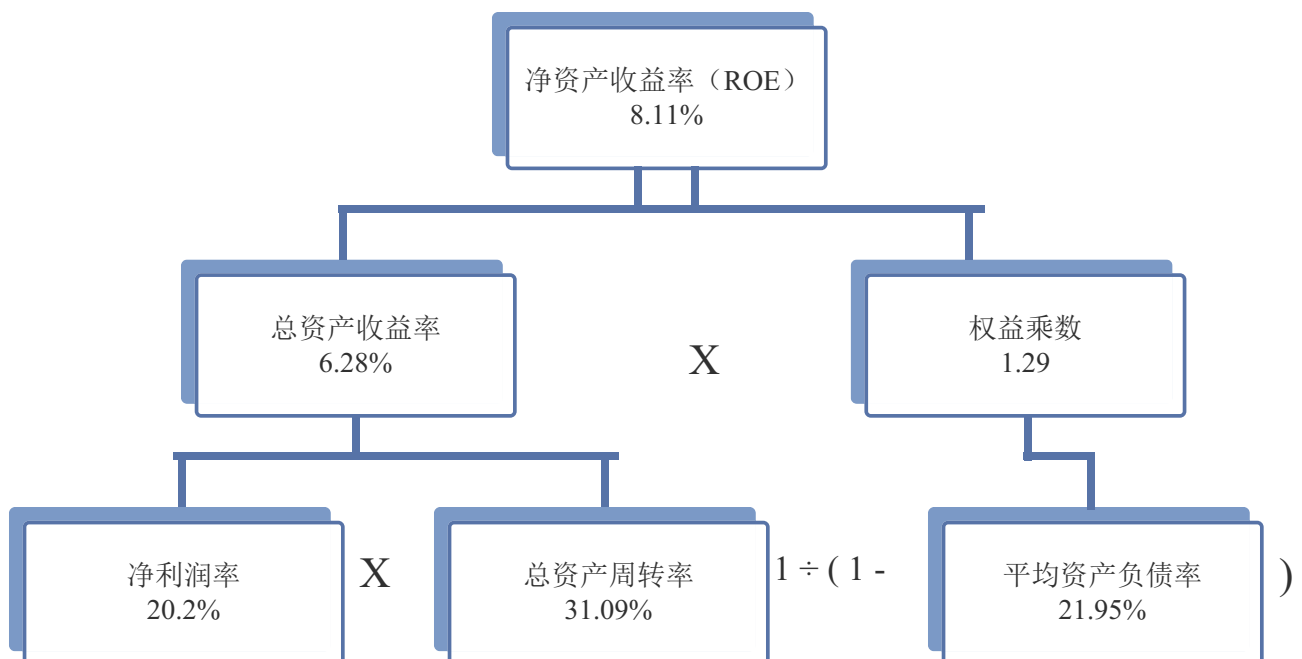 净资产收益率（ROE）
8.11%
总资产收益率
6.28%
X
权益乘数
1.29
净利润率
20.2%
X
总资产周转率
31.09%
1 ÷ ( 1 -
平均资产负债率
21.95%
)